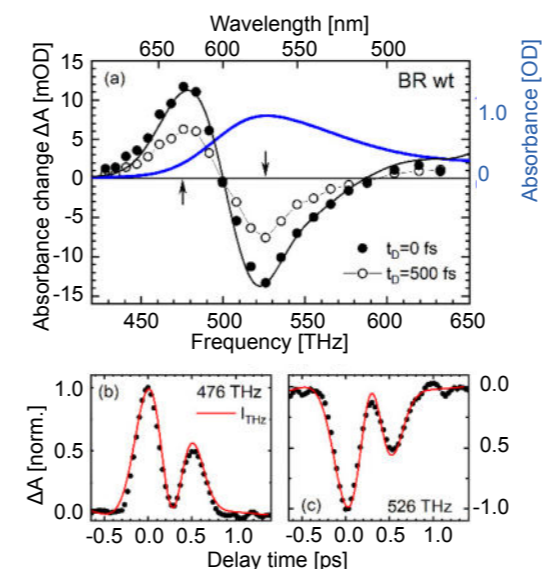 Wavelength [nm]
650 600 550 500
Absorbance change ΔA [mOD]
15
10
5
0
-5
-10
-15
(a)
BR wt
t_D=0 fs
t_D=500 fs
1.0
0
Absorbance [OD]
450 500 550 600 650
Frequency [THz]
ΔA [norm.]
1.0
0.5
0.0
(b)
476 THz
I_THz
-0.5 0.0 0.5 1.0
(c)
526 THz
0.0
0.5
-1.0
-0.5 0.0 0.5 1.0
Delay time [ps]